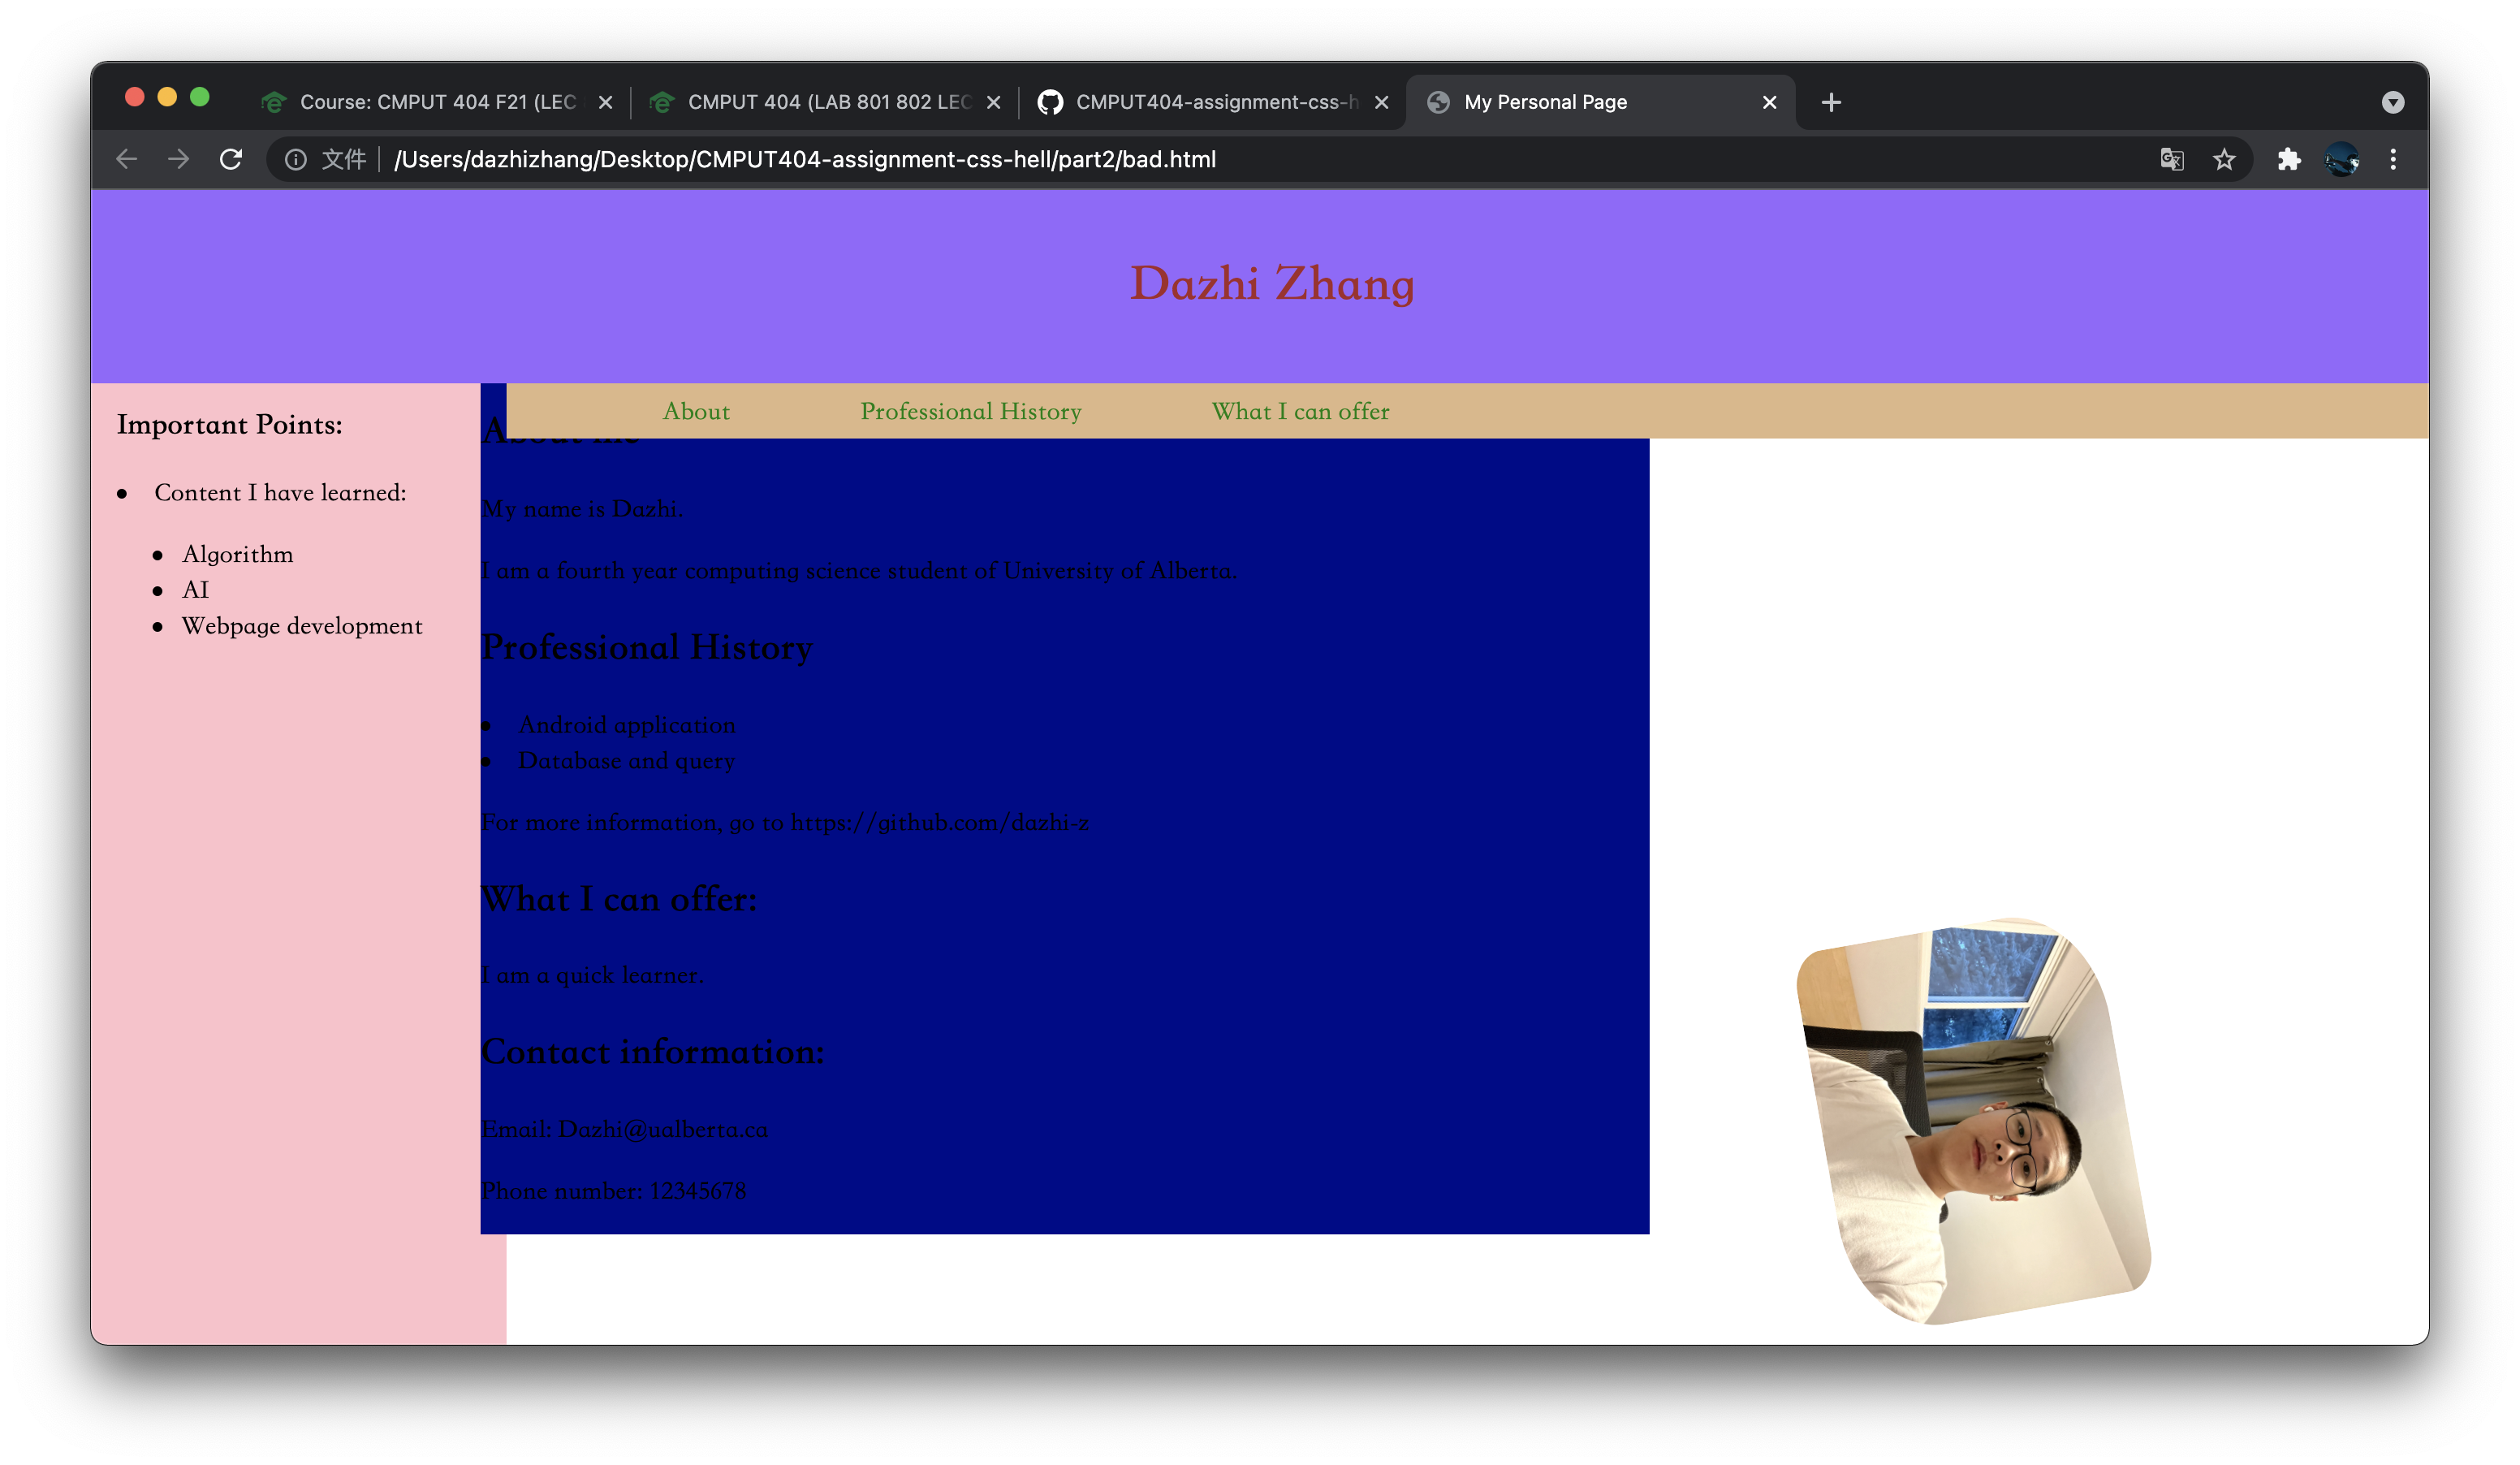 Course: CMPUT 404 F21 (LEC
CMPUT 404 (LAB 801 802 LEC
CMPUT404-assignment-css-h
My Personal Page
文件
/Users/dazhizhang/Desktop/CMPUT404-assignment-css-hell/part2/bad.html
Dazhi Zhang
About
Professional History
What I can offer
Important Points:
Content I have learned:
Algorithm
AI
Webpage development
About me
My name is Dazhi.
I am a fourth year computing science student of University of Alberta.
Professional History
Android application
Database and query
For more information, go to https://github.com/dazhi-z
What I can offer:
I am a quick learner.
Contact information:
Email: Dazhi@ualberta.ca
Phone number: 12345678